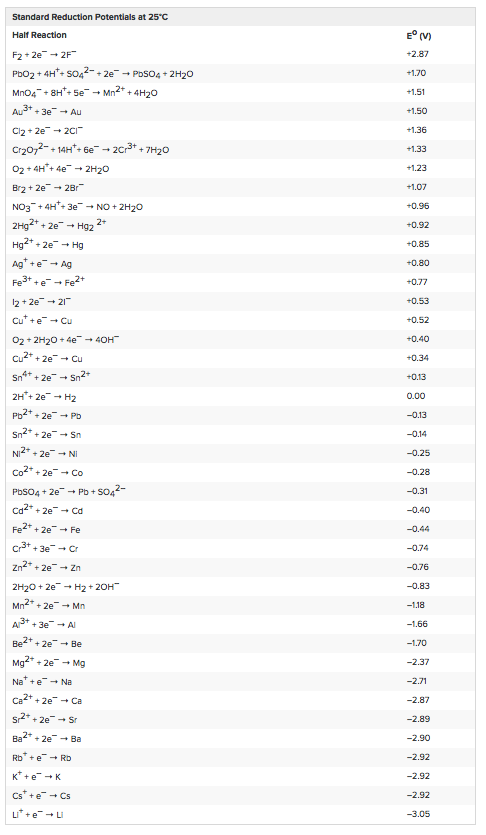 Standard Reduction Potentials at 25°C
Half Reaction E⁰ (V)
F₂ + 2e⁻ → 2F⁻ +2.87
PbO₂ + 4H⁺+ SO₄²⁻ + 2e⁻ → PbSO₄ + 2H₂O +1.70
MnO₄⁻ + 8H⁺+ 5e⁻ → Mn²⁺ + 4H₂O +1.51
Au³⁺ + 3e⁻ → Au +1.50
Cl₂ + 2e⁻ → 2Cl⁻ +1.36
Cr₂O₇²⁻ + 14H⁺+ 6e⁻ → 2Cr³⁺ + 7H₂O +1.33
O₂ + 4H⁺+ 4e⁻ → 2H₂O +1.23
Br₂ + 2e⁻ → 2Br⁻ +1.07
NO₃⁻ + 4H⁺+ 3e⁻ → NO + 2H₂O +0.96
2Hg²⁺ + 2e⁻ → Hg₂ ²⁺ +0.92
Hg²⁺ + 2e⁻ → Hg +0.85
Ag⁺ + e⁻ → Ag +0.80
Fe³⁺ + e⁻ → Fe²⁺ +0.77
I₂ + 2e⁻ → 2I⁻ +0.53
Cu⁺ + e⁻ → Cu +0.52
O₂ + 2H₂O + 4e⁻ → 4OH⁻ +0.40
Cu²⁺ + 2e⁻ → Cu +0.34
Sn⁴⁺ + 2e⁻ → Sn²⁺ +0.13
2H⁺+ 2e⁻ → H₂ 0.00
Pb²⁺ + 2e⁻ → Pb −0.13
Sn²⁺ + 2e⁻ → Sn −0.14
Ni²⁺ + 2e⁻ → Ni −0.25
Co²⁺ + 2e⁻ → Co −0.28
PbSO₄ + 2e⁻ → Pb + SO₄²⁻ −0.31
Cd²⁺ + 2e⁻ → Cd −0.40
Fe²⁺ + 2e⁻ → Fe −0.44
Cr³⁺ + 3e⁻ → Cr −0.74
Zn²⁺ + 2e⁻ → Zn −0.76
2H₂O + 2e⁻ → H₂ + 2OH⁻ −0.83
Mn²⁺ + 2e⁻ → Mn −1.18
Al³⁺ + 3e⁻ → Al −1.66
Be²⁺ + 2e⁻ → Be −1.70
Mg²⁺ + 2e⁻ → Mg −2.37
Na⁺ + e⁻ → Na −2.71
Ca²⁺ + 2e⁻ → Ca −2.87
Sr²⁺ + 2e⁻ → Sr −2.89
Ba²⁺ + 2e⁻ → Ba −2.90
Rb⁺ + e⁻ → Rb −2.92
K⁺ + e⁻ → K −2.92
Cs⁺ + e⁻ → Cs −2.92
Li⁺ + e⁻ → Li −3.05